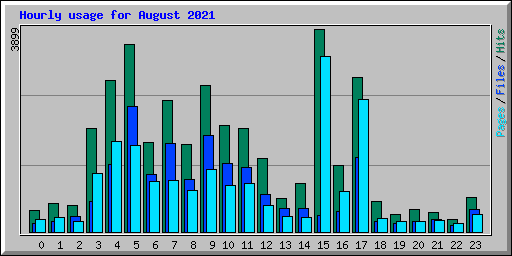 Hourly usage for August 2021
3899
Pages / Files / Hits
0 1 2 3 4 5 6 7 8 9 10 11 12 13 14 15 16 17 18 19 20 21 22 23